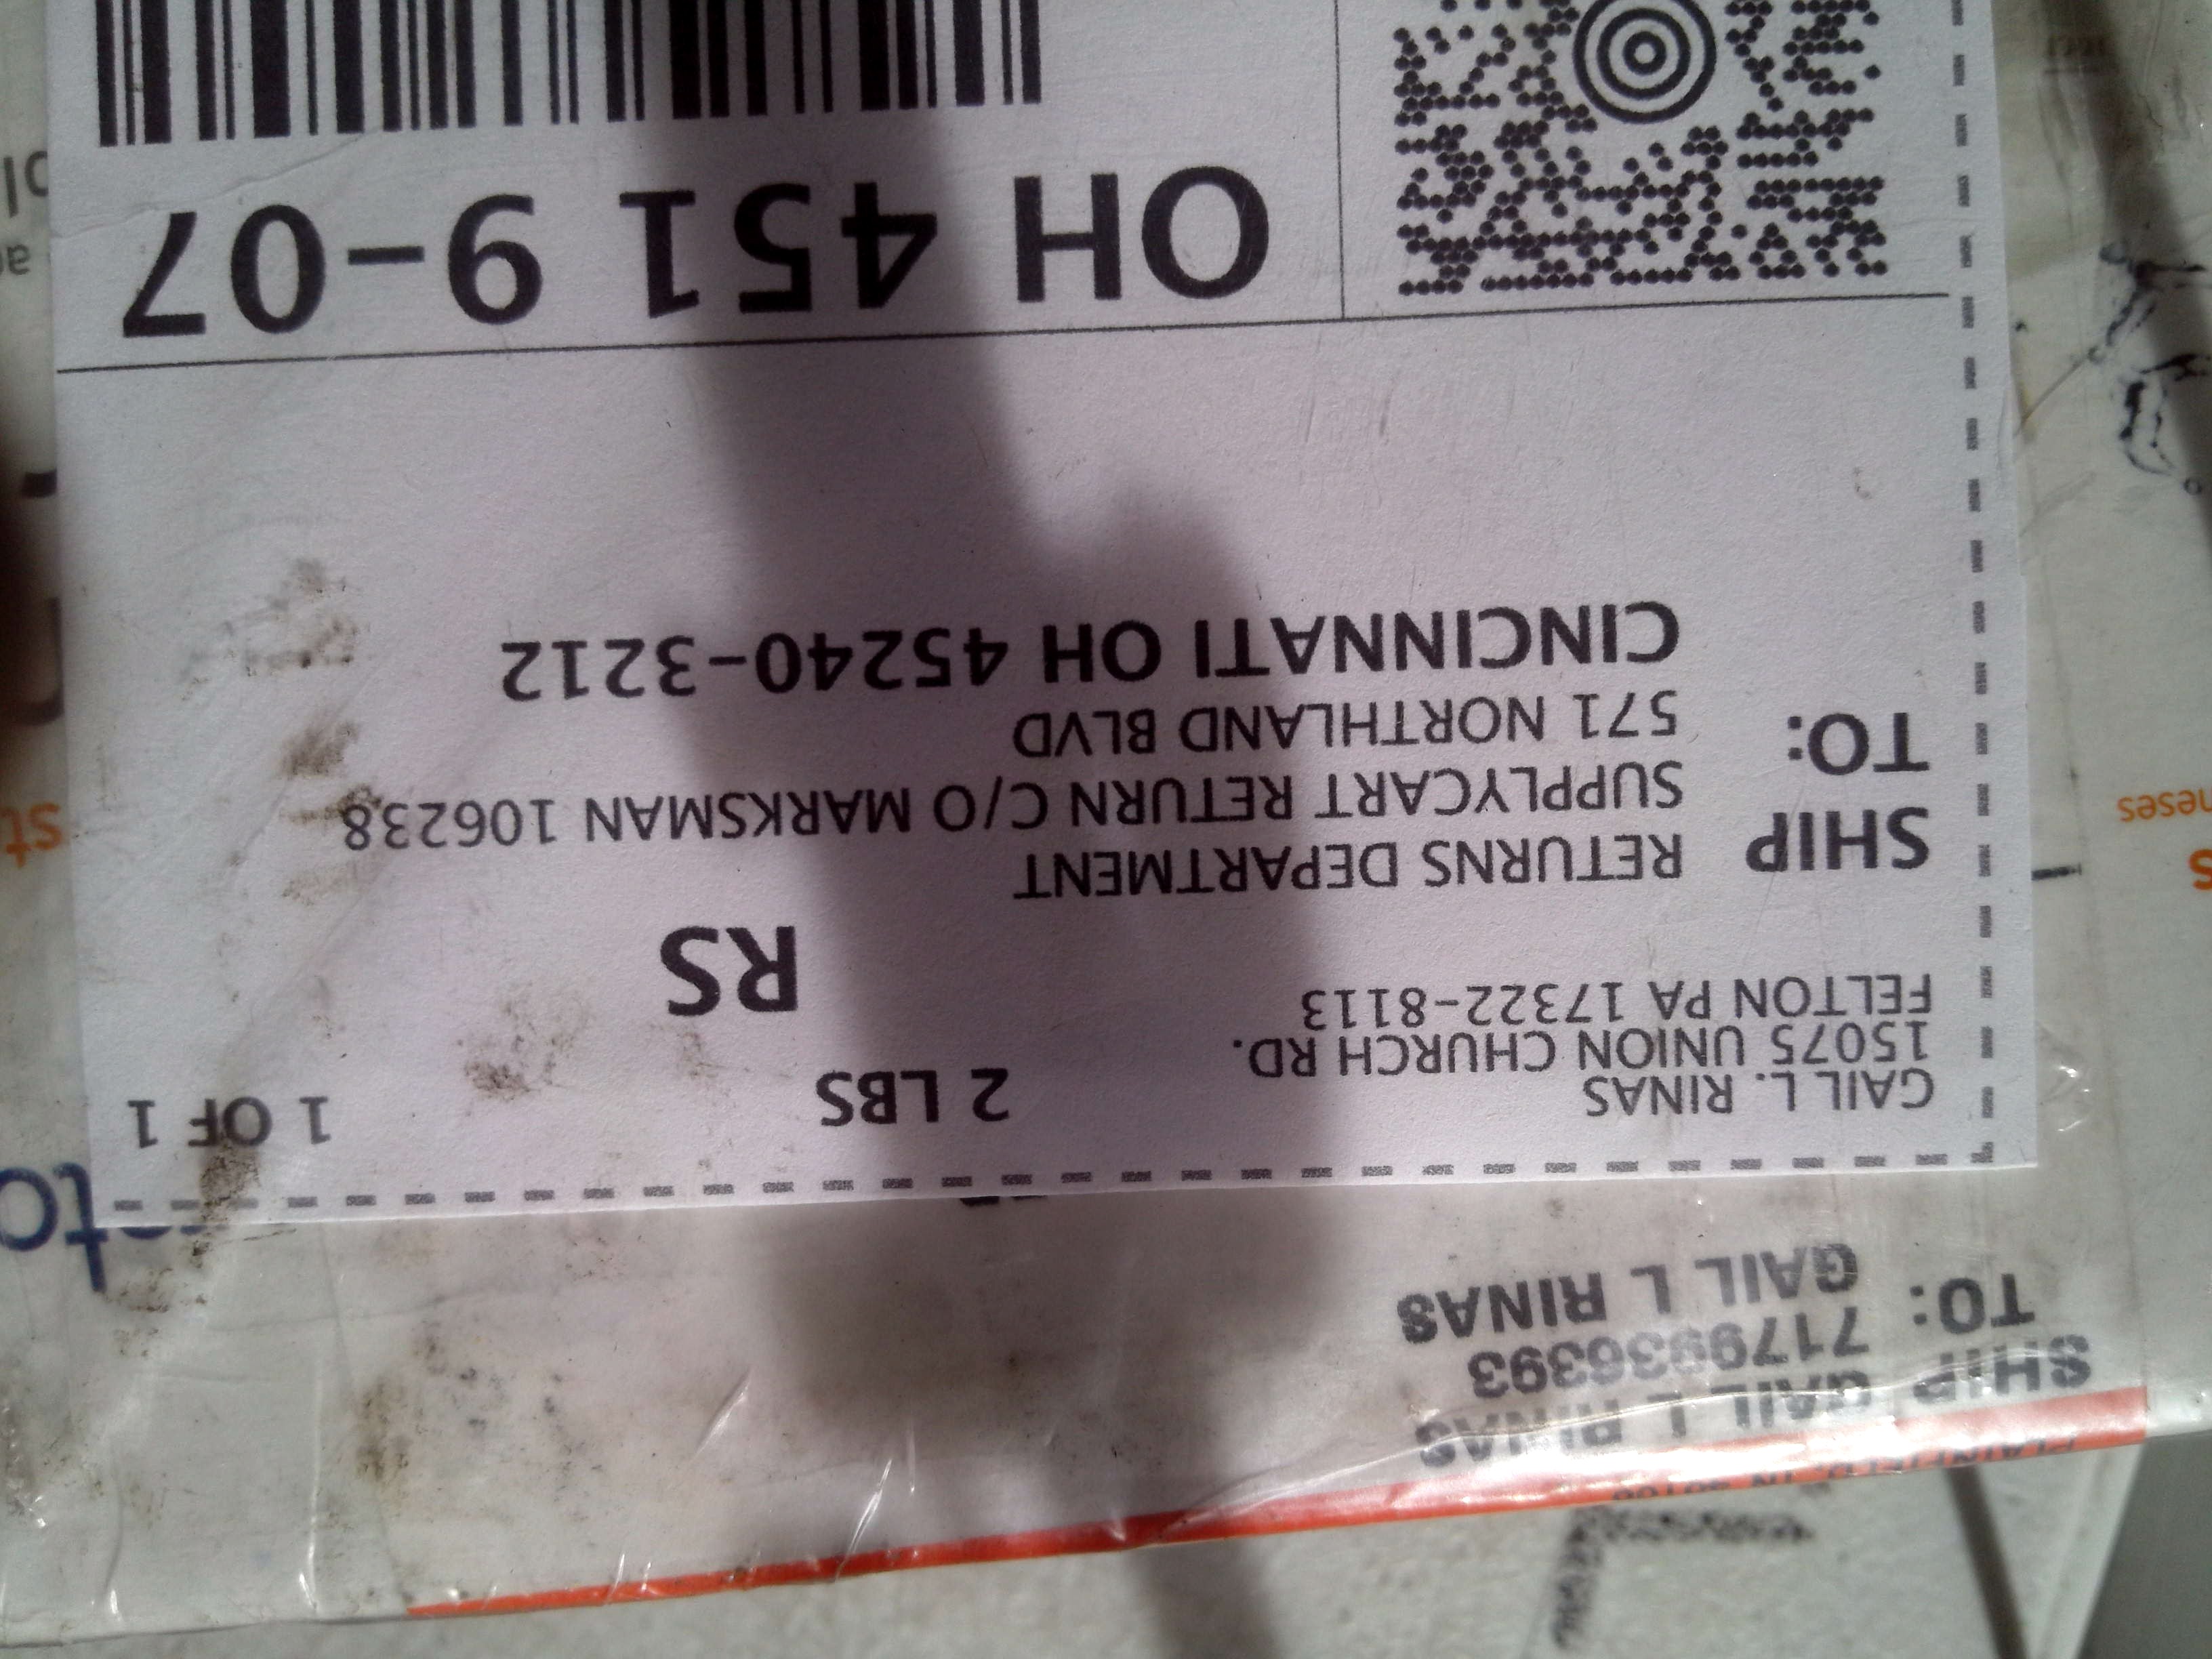 GAIL L RINAS
7179936393
SHIP TO:
GAIL L RINAS
GAIL L. RINAS
15075 UNION CHURCH RD.
FELTON PA 17322-8113
2 LBS
1 OF 1
RS
SHIP TO:
RETURNS DEPARTMENT
SUPPLYCART RETURN C/O MARKSMAN 106238
571 NORTHLAND BLVD
CINCINNATI OH 45240-3212
OH 451 9-07